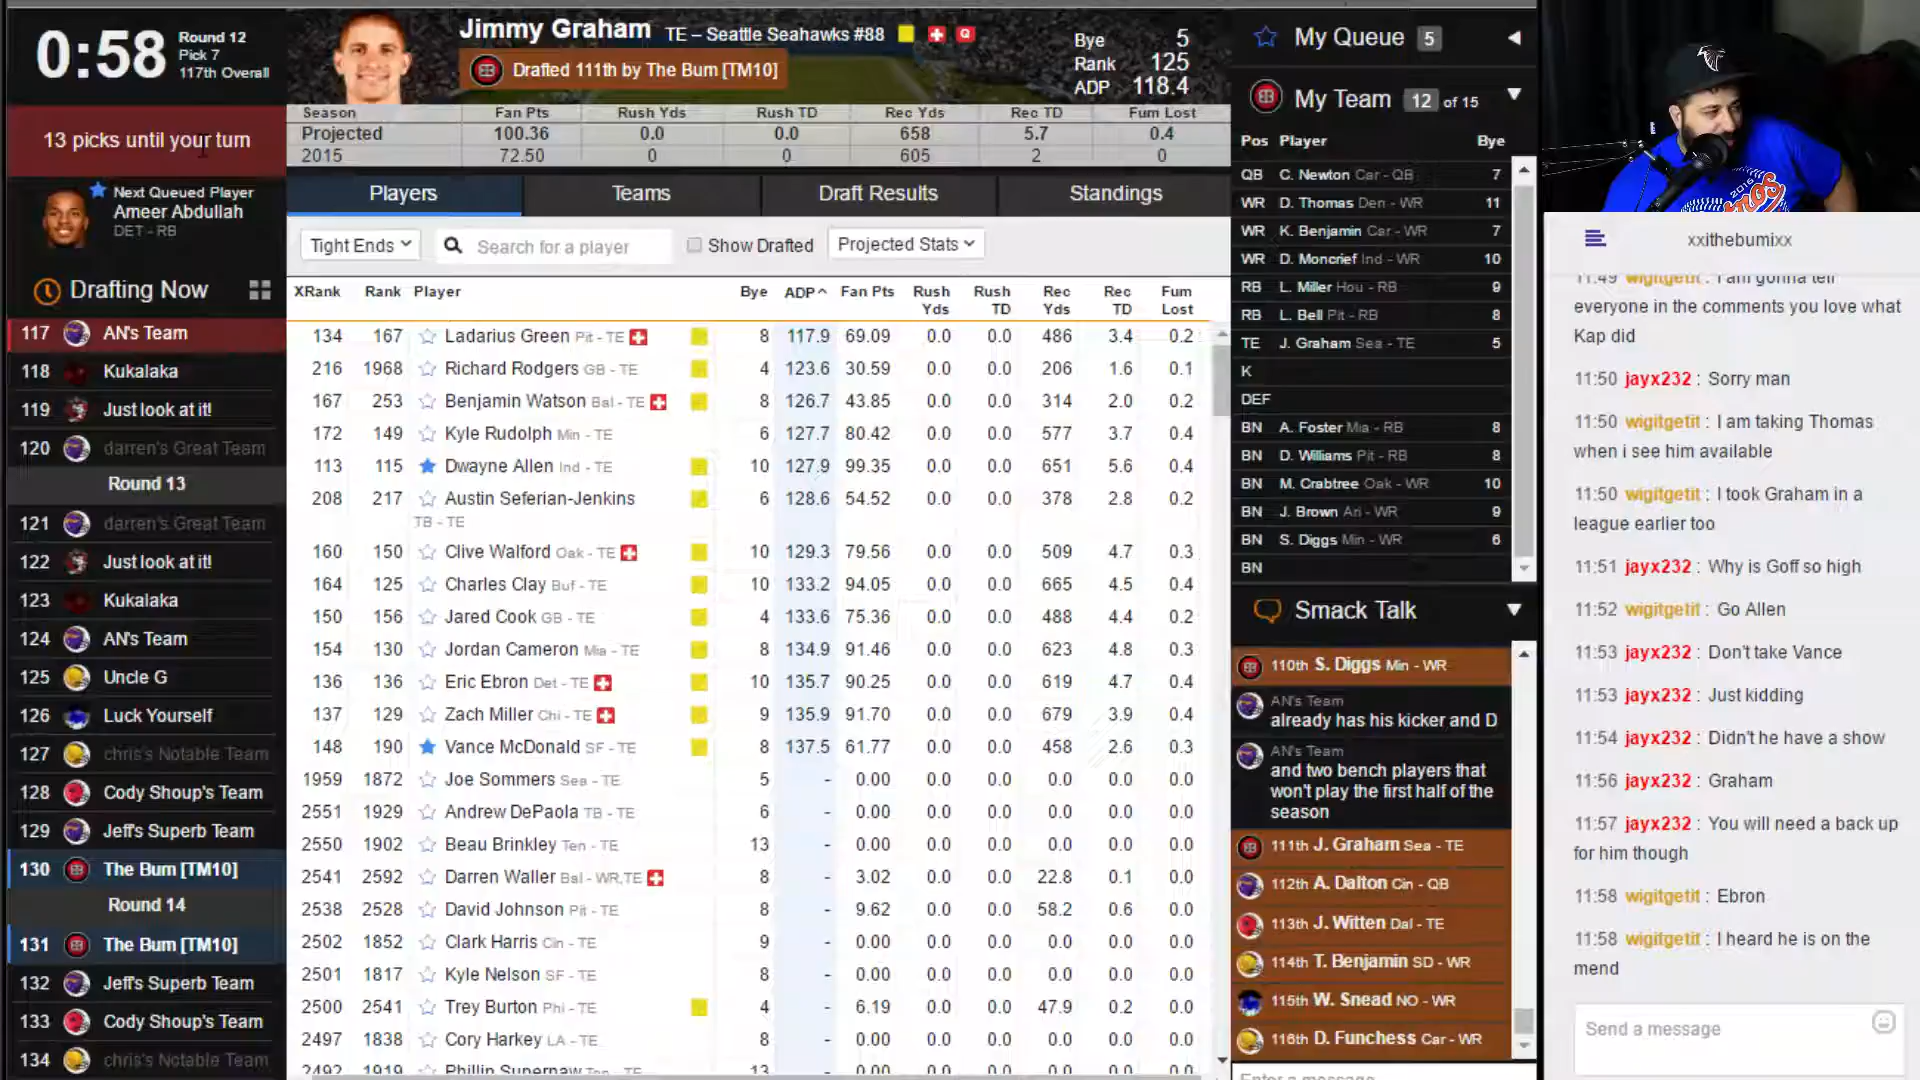 0:58
Round 12
Pick 7
117th Overall
13 picks until your turn
Next Queued Player
Ameer Abdullah
DET - RB
Drafting Now
117 AN's Team
118 Kukalaka
119 Just look at it!
120 darren's Great Team
Round 13
121 darren's Great Team
122 Just look at it!
123 Kukalaka
124 AN's Team
125 Uncle G
126 Luck Yourself
127 chris's Notable Team
128 Cody Shoup's Team
129 Jeff's Superb Team
130 The Bum [TM10]
Round 14
131 The Bum [TM10]
132 Jeff's Superb Team
133 Cody Shoup's Team
134 chris's Notable Team
Jimmy Graham TE – Seattle Seahawks #88 Q
Drafted 111th by The Bum [TM10]
Bye 5
Rank 125
ADP 118.4
Season Fan Pts Rush Yds Rush TD Rec Yds Rec TD Fum Lost
Projected 100.36 0.0 0.0 658 5.7 0.4
2015 72.50 0 0 605 2 0
Players Teams Draft Results Standings
Tight Ends Search for a player Show Drafted Projected Stats
XRank Rank Player Bye ADP Fan Pts Rush Yds Rush TD Rec Yds Rec TD Fum Lost
134 167 Ladarius Green Pit - TE 8 117.9 69.09 0.0 0.0 486 3.4 0.2
216 1968 Richard Rodgers GB - TE 4 123.6 30.59 0.0 0.0 206 1.6 0.1
167 253 Benjamin Watson Bal - TE 8 126.7 43.85 0.0 0.0 314 2.0 0.2
172 149 Kyle Rudolph Min - TE 6 127.7 80.42 0.0 0.0 577 3.7 0.4
113 115 Dwayne Allen Ind - TE 10 127.9 99.35 0.0 0.0 651 5.6 0.4
208 217 Austin Seferian-Jenkins 6 128.6 54.52 0.0 0.0 378 2.8 0.2
TB - TE
160 150 Clive Walford Oak - TE 10 129.3 79.56 0.0 0.0 509 4.7 0.3
164 125 Charles Clay Buf - TE 10 133.2 94.05 0.0 0.0 665 4.5 0.4
150 156 Jared Cook GB - TE 4 133.6 75.36 0.0 0.0 488 4.4 0.2
154 130 Jordan Cameron Mia - TE 8 134.9 91.46 0.0 0.0 623 4.8 0.3
136 136 Eric Ebron Det - TE 10 135.7 90.25 0.0 0.0 619 4.7 0.4
137 129 Zach Miller Chi - TE 9 135.9 91.70 0.0 0.0 679 3.9 0.4
148 190 Vance McDonald SF - TE 8 137.5 61.77 0.0 0.0 458 2.6 0.3
1959 1872 Joe Sommers Sea - TE 5 - 0.00 0.0 0.0 0.0 0.0 0.0
2551 1929 Andrew DePaola TB - TE 6 - 0.00 0.0 0.0 0.0 0.0 0.0
2550 1902 Beau Brinkley Ten - TE 13 - 0.00 0.0 0.0 0.0 0.0 0.0
2541 2592 Darren Waller Bal - WR,TE 8 - 3.02 0.0 0.0 22.8 0.1 0.0
2538 2528 David Johnson Pit - TE 8 - 9.62 0.0 0.0 58.2 0.6 0.0
2502 1852 Clark Harris Cin - TE 9 - 0.00 0.0 0.0 0.0 0.0 0.0
2501 1817 Kyle Nelson SF - TE 8 - 0.00 0.0 0.0 0.0 0.0 0.0
2500 2541 Trey Burton Phi - TE 4 - 6.19 0.0 0.0 47.9 0.2 0.0
2497 1838 Cory Harkey LA - TE 8 - 0.00 0.0 0.0 0.0 0.0 0.0
2492 1919 Phillip Supernaw Ten - TE 13 - 0.00 0.0 0.0 0.0 0.0 0.0
My Queue 5
My Team 12 of 15
Pos Player Bye
QB C. Newton Car - QB 7
WR D. Thomas Den - WR 11
WR K. Benjamin Car - WR 7
WR D. Moncrief Ind - WR 10
RB L. Miller Hou - RB 9
RB L. Bell Pit - RB 8
TE J. Graham Sea - TE 5
K
DEF
BN A. Foster Mia - RB 8
BN D. Williams Pit - RB 8
BN M. Crabtree Oak - WR 10
BN J. Brown Ari - WR 9
BN S. Diggs Min - WR 6
BN
Smack Talk
110th S. Diggs Min - WR
AN's Team
already has his kicker and D
AN's Team
and two bench players that
won't play the first half of the
season
111th J. Graham Sea - TE
112th A. Dalton Cin - QB
113th J. Witten Dal - TE
114th T. Benjamin SD - WR
115th W. Snead NO - WR
116th D. Funchess Car - WR
Enter a message
2016
xxithebumixx
11:49 wigitgetit : I am gonna tell
everyone in the comments you love what
Kap did
11:50 jayx232 : Sorry man
11:50 wigitgetit : I am taking Thomas
when i see him available
11:50 wigitgetit : I took Graham in a
league earlier too
11:51 jayx232 : Why is Goff so high
11:52 wigitgetit : Go Allen
11:53 jayx232 : Don't take Vance
11:53 jayx232 : Just kidding
11:54 jayx232 : Didn't he have a show
11:56 jayx232 : Graham
11:57 jayx232 : You will need a back up
for him though
11:58 wigitgetit : Ebron
11:58 wigitgetit : I heard he is on the
mend
Send a message